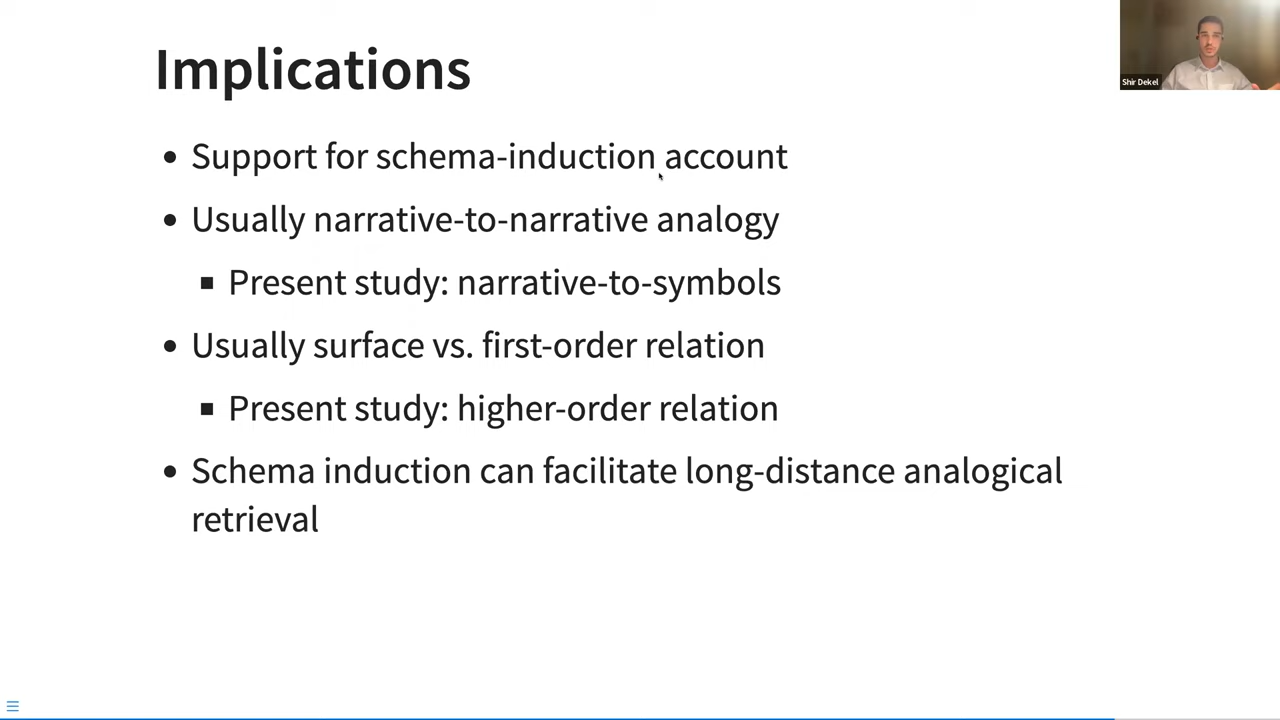 Implications
Shir Dekel
• Support for schema-induction account
• Usually narrative-to-narrative analogy
▪ Present study: narrative-to-symbols
• Usually surface vs. first-order relation
▪ Present study: higher-order relation
• Schema induction can facilitate long-distance analogical
retrieval